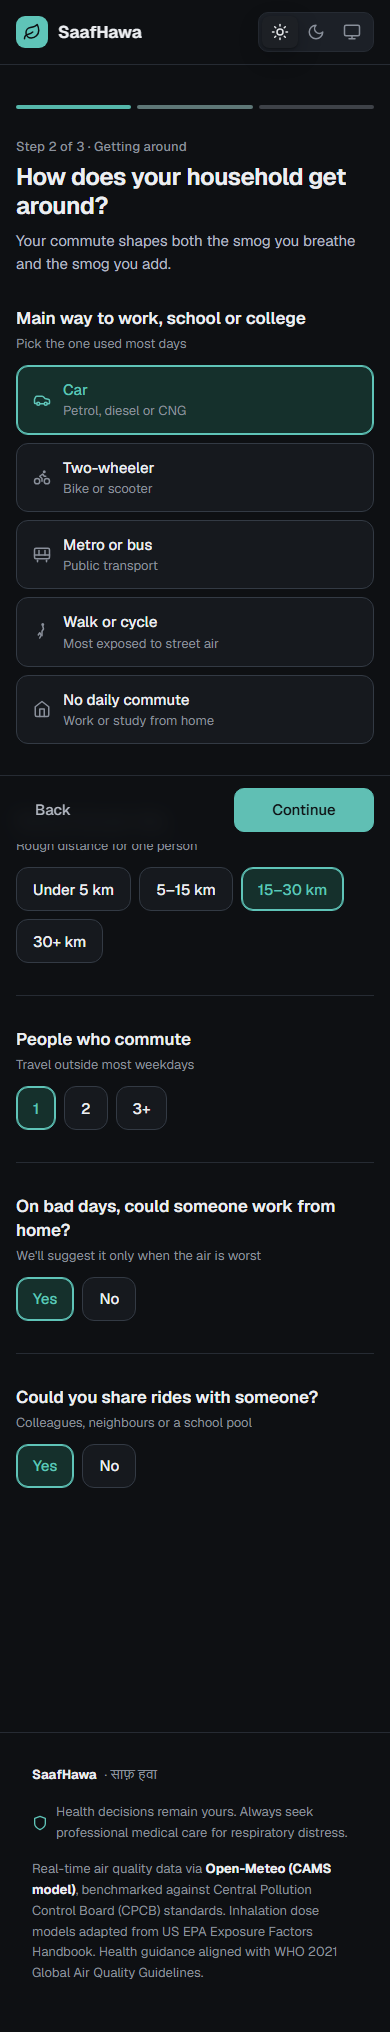 SaafHawa
Step 2 of 3 · Getting around
How does your household get
around?
Your commute shapes both the smog you breathe
and the smog you add.
Main way to work, school or college
Pick the one used most days
Car
Petrol, diesel or CNG
Two-wheeler
Bike or scooter
Metro or bus
Public transport
Walk or cycle
Most exposed to street air
No daily commute
Work or study from home
Back
Continue
Rough distance for one person
Under 5 km
5–15 km
15–30 km
30+ km
People who commute
Travel outside most weekdays
1
2
3+
On bad days, could someone work from
home?
We'll suggest it only when the air is worst
Yes
No
Could you share rides with someone?
Colleagues, neighbours or a school pool
Yes
No
SaafHawa · साफ़ हवा
Health decisions remain yours. Always seek
professional medical care for respiratory distress.
Real-time air quality data via Open-Meteo (CAMS
model), benchmarked against Central Pollution
Control Board (CPCB) standards. Inhalation dose
models adapted from US EPA Exposure Factors
Handbook. Health guidance aligned with WHO 2021
Global Air Quality Guidelines.